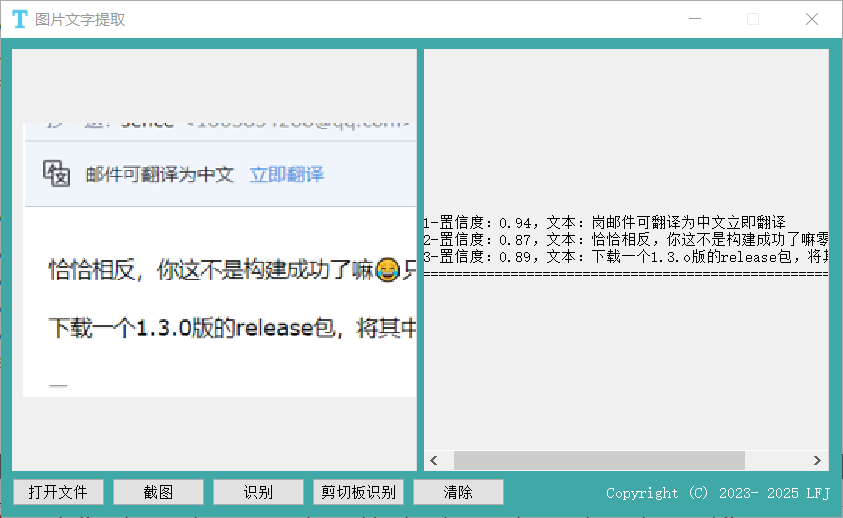 图片文字提取
邮件可翻译为中文 立即翻译
恰恰相反，你这不是构建成功了嘛😂只
下载一个1.3.0版的release包，将其中
—
1-置信度：0.94，文本：岗邮件可翻译为中文立即翻译
2-置信度：0.87，文本：恰恰相反，你这不是构建成功了嘛零
3-置信度：0.89，文本：下载一个1.3.o版的release包，将其
打开文件 截图 识别 剪切板识别 清除
Copyright (C) 2023- 2025 LFJ